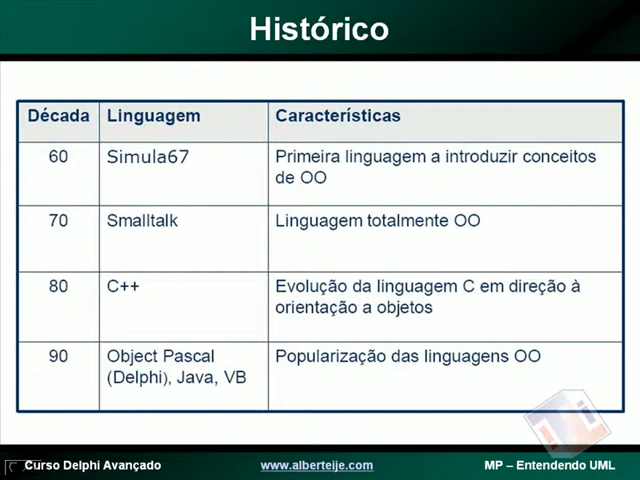 Histórico
Década Linguagem Características
60 Simula67 Primeira linguagem a introduzir conceitos
de OO
70 Smalltalk Linguagem totalmente OO
80 C++ Evolução da linguagem C em direção à
orientação a objetos
90 Object Pascal Popularização das linguagens OO
(Delphi), Java, VB
Curso Delphi Avançado www.alberteije.com MP – Entendendo UML